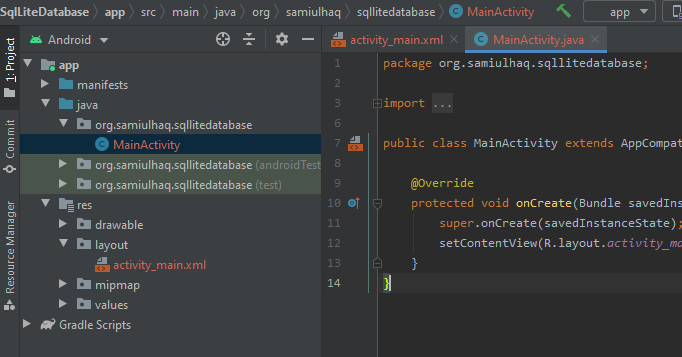 SqlLiteDatabase app src main java org samiulhaq sqllitedatabase MainActivity app
1: Project
Commit
Resource Manager
Android
app
manifests
java
org.samiulhaq.sqllitedatabase
MainActivity
org.samiulhaq.sqllitedatabase (androidTest
org.samiulhaq.sqllitedatabase (test)
res
drawable
layout
activity_main.xml
mipmap
values
Gradle Scripts
activity_main.xml MainActivity.java
1 package org.samiulhaq.sqllitedatabase;
2
3 import ...
6
7 public class MainActivity extends AppCompat
8
9 @Override
10 protected void onCreate(Bundle savedIns
11 super.onCreate(savedInstanceState);
12 setContentView(R.layout.activity_ma
13 }
14 }